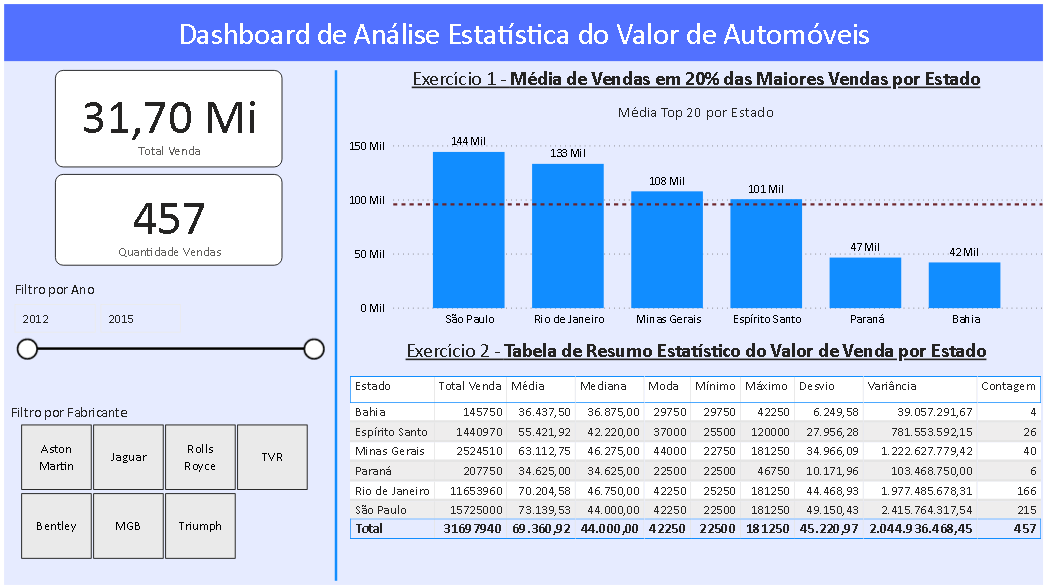 Dashboard de Análise Estatística do Valor de Automóveis
31,70 Mi
Total Venda
457
Quantidade Vendas
Filtro por Ano
2012 2015
Filtro por Fabricante
Aston Martin
Jaguar
Rolls Royce
TVR
Bentley
MGB
Triumph
Exercício 1 - Média de Vendas em 20% das Maiores Vendas por Estado
Média Top 20 por Estado
150 Mil
100 Mil
50 Mil
0 Mil
144 Mil
133 Mil
108 Mil
101 Mil
47 Mil
42 Mil
São Paulo Rio de Janeiro Minas Gerais Espírito Santo Paraná Bahia
Exercício 2 - Tabela de Resumo Estatístico do Valor de Venda por Estado
Estado Total Venda Média Mediana Moda Mínimo Máximo Desvio Variância Contagem
Bahia 145750 36.437,50 36.875,00 29750 29750 42250 6.249,58 39.057.291,67 4
Espírito Santo 1440970 55.421,92 42.220,00 37000 25500 120000 27.956,28 781.553.592,15 26
Minas Gerais 2524510 63.112,75 46.275,00 44000 22750 181250 34.966,09 1.222.627.779,42 40
Paraná 207750 34.625,00 34.625,00 22500 22500 46750 10.171,96 103.468.750,00 6
Rio de Janeiro 11653960 70.204,58 46.750,00 42250 25250 181250 44.468,93 1.977.485.678,31 166
São Paulo 15725000 73.139,53 44.000,00 42250 22500 181250 49.150,43 2.415.764.317,54 215
Total 31697940 69.360,92 44.000,00 42250 22500 181250 45.220,97 2.044.936.468,45 457